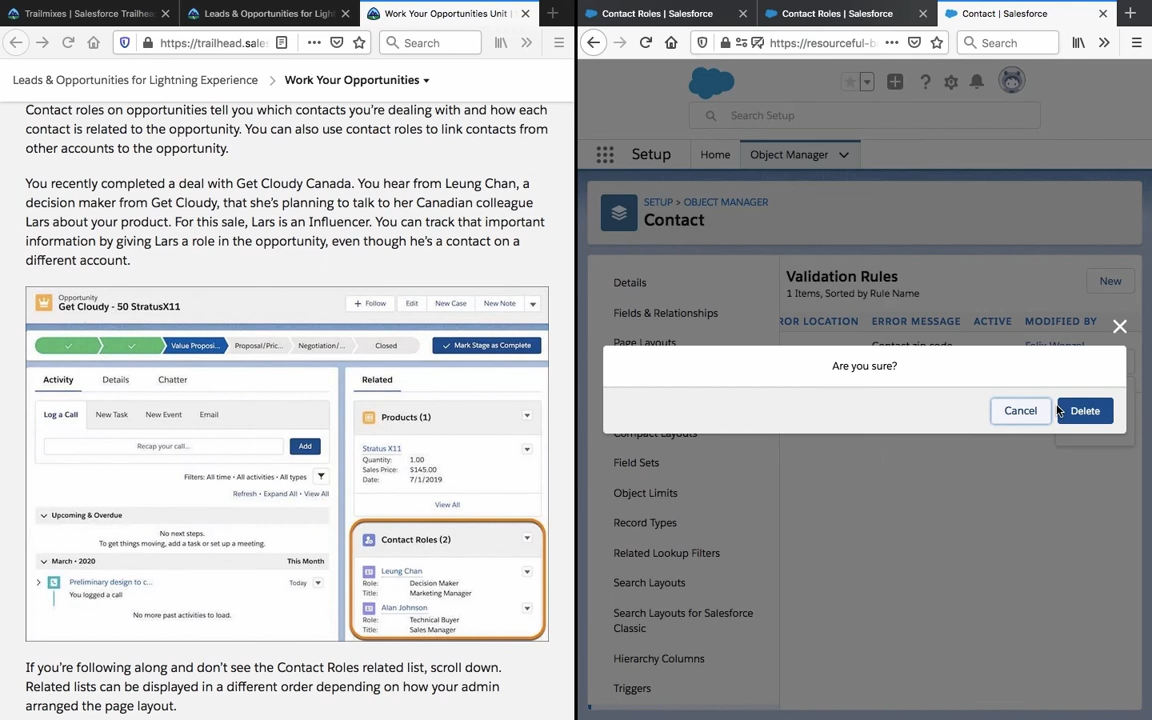 Trailmixes | Salesforce Trailhea
Leads & Opportunities for Light
Work Your Opportunities Unit
https://trailhead.sale
Search
Leads & Opportunities for Lightning Experience
Work Your Opportunities
Contact roles on opportunities tell you which contacts you're dealing with and how each
contact is related to the opportunity. You can also use contact roles to link contacts from
other accounts to the opportunity.
You recently completed a deal with Get Cloudy Canada. You hear from Leung Chan, a
decision maker from Get Cloudy, that she's planning to talk to her Canadian colleague
Lars about your product. For this sale, Lars is an Influencer. You can track that important
information by giving Lars a role in the opportunity, even though he's a contact on a
different account.
Opportunity
Get Cloudy - 50 StratusX11
+ Follow
Edit
New Case
New Note
Value Proposi...
Proposal/Pric...
Negotiation/...
Closed
Mark Stage as Complete
Activity
Details
Chatter
Log a Call
New Task
New Event
Email
Recap your call...
Add
Filters: All time • All activities • All types
Refresh • Expand All • View All
Upcoming & Overdue
No next steps.
To get things moving, add a task or set up a meeting.
March • 2020
This Month
Preliminary design to c...
Today
You logged a call
No more past activities to load.
Related
Products (1)
Stratus X11
Quantity: 1.00
Sales Price: $145.00
Date: 7/1/2019
View All
Contact Roles (2)
Leung Chan
Role: Decision Maker
Title: Marketing Manager
Alan Johnson
Role: Technical Buyer
Title: Sales Manager
If you're following along and don't see the Contact Roles related list, scroll down.
Related lists can be displayed in a different order depending on how your admin
arranged the page layout.
Contact Roles | Salesforce
Contact Roles | Salesforce
Contact | Salesforce
https://resourceful-b
Search
salesforce
Search Setup
Setup
Home
Object Manager
SETUP > OBJECT MANAGER
Contact
Details
Fields & Relationships
Page Layouts
Compact Layouts
Field Sets
Object Limits
Record Types
Related Lookup Filters
Search Layouts
Search Layouts for Salesforce
Classic
Hierarchy Columns
Triggers
Validation Rules
1 Items, Sorted by Rule Name
New
ROR LOCATION
ERROR MESSAGE
ACTIVE
MODIFIED BY
Contact zip code
Are you sure?
Cancel
Delete